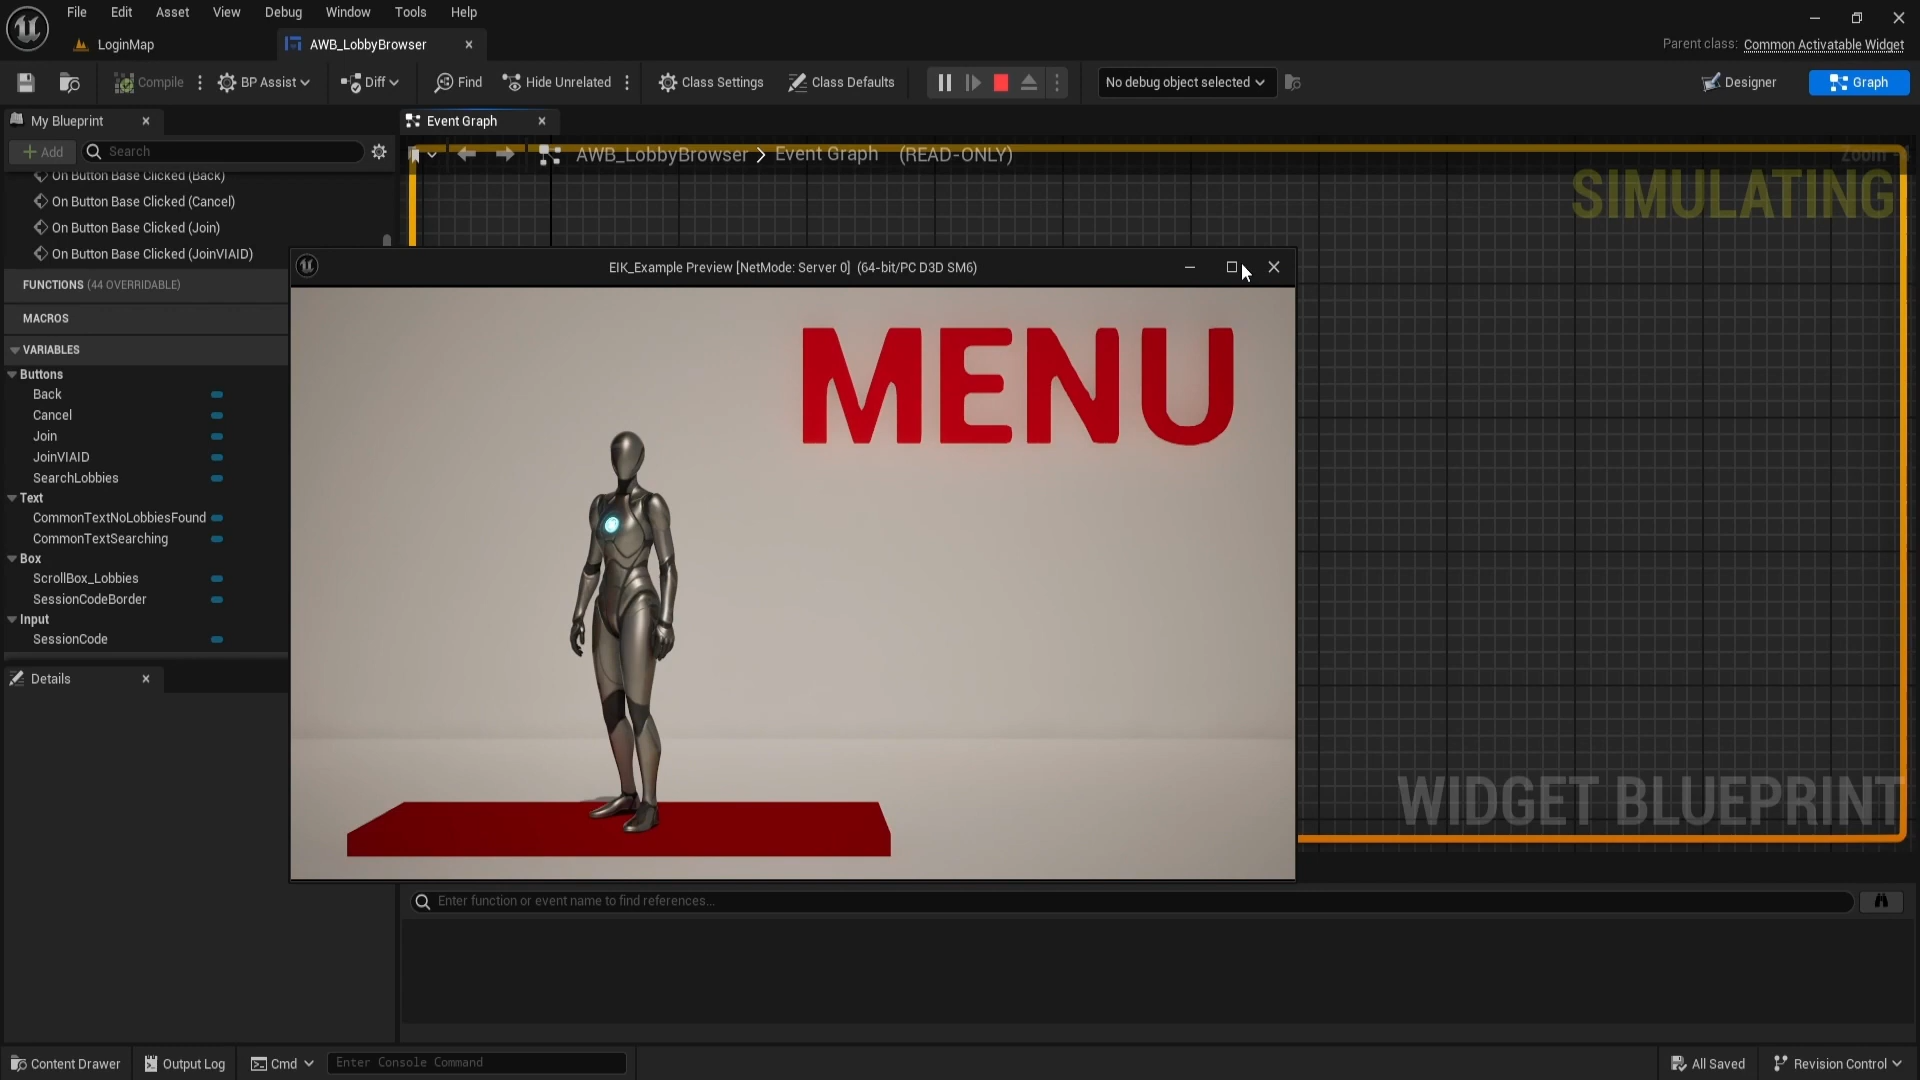 File Edit Asset View Debug Window Tools Help
LoginMap
AWB_LobbyBrowser
Parent class: Common Activatable Widget
Compile
BP Assist
Diff
Find
Hide Unrelated
Class Settings
Class Defaults
No debug object selected
Designer
Graph
My Blueprint
Event Graph
Add
Search
AWB_LobbyBrowser > Event Graph (READ-ONLY)
Zoom
SIMULATING
On Button Base Clicked (Back)
On Button Base Clicked (Cancel)
On Button Base Clicked (Join)
On Button Base Clicked (JoinVIAID)
FUNCTIONS (44 OVERRIDABLE)
MACROS
VARIABLES
Buttons
Back
Cancel
Join
JoinVIAID
SearchLobbies
Text
CommonTextNoLobbiesFound
CommonTextSearching
Box
ScrollBox_Lobbies
SessionCodeBorder
Input
SessionCode
Details
EIK_Example Preview [NetMode: Server 0] (64-bit/PC D3D SM6)
MENU
WIDGET BLUEPRINT
Enter function or event name to find references...
Content Drawer
Output Log
Cmd
Enter Console Command
All Saved
Revision Control